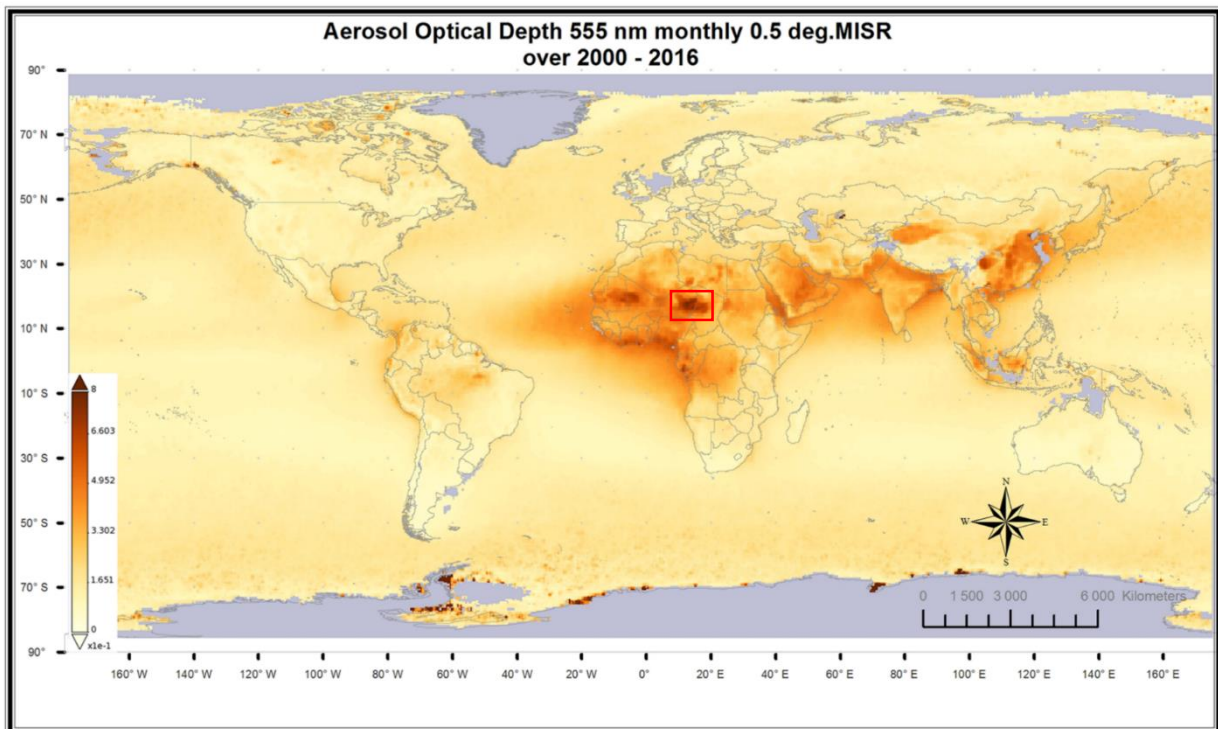 Aerosol Optical Depth 555 nm monthly 0.5 deg.MISR
over 2000 - 2016
90°
70° N
50° N
30° N
10° N
10° S
30° S
50° S
70° S
90°
8
6.603
4.952
3.302
1.651
0
x1e-1
N
W E
S
0 1 500 3 000 6 000 Kilometers
160° W 140° W 120° W 100° W 80° W 60° W 40° W 20° W 0° 20° E 40° E 60° E 80° E 100° E 120° E 140° E 160° E